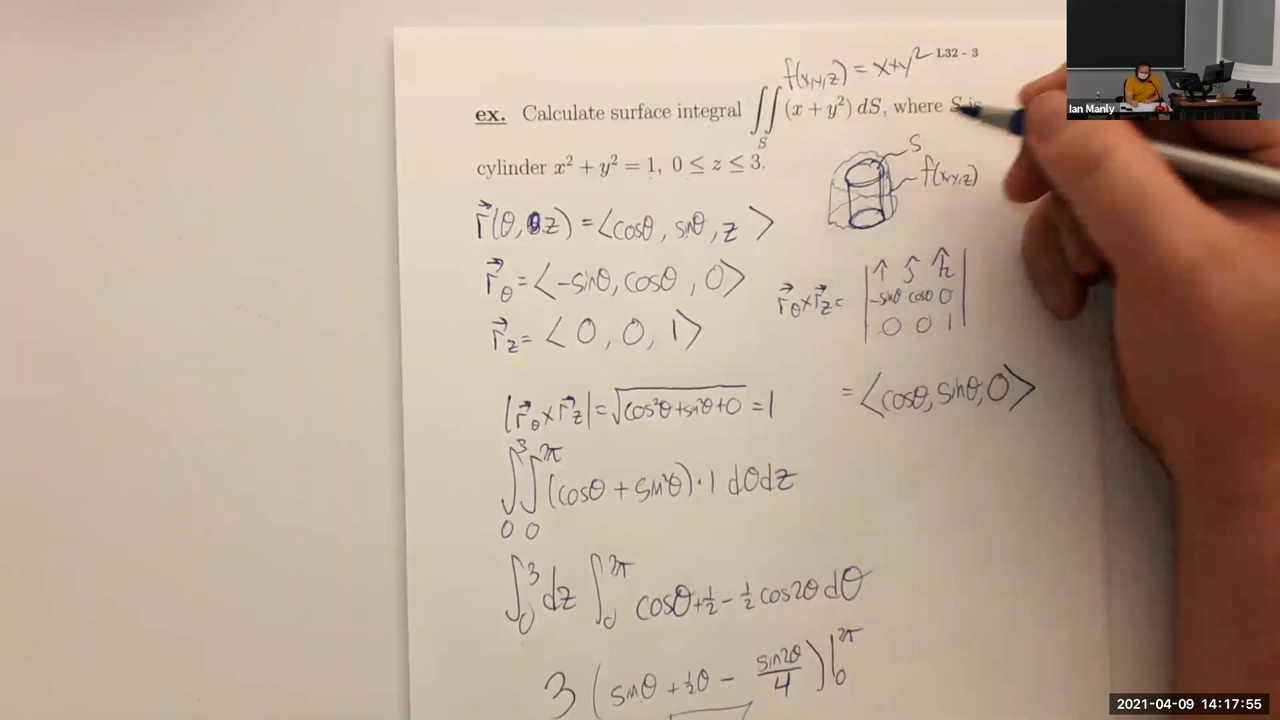 f(x,y,z) = x+y² L32 - 3
ex. Calculate surface integral ∬_S (x + y²) dS, where S is
cylinder x² + y² = 1, 0 ≤ z ≤ 3.
S
f(x,y,z)
r⃗(θ, z) = ⟨cosθ, sinθ, z⟩
r⃗_θ = ⟨-sinθ, cosθ, 0⟩
r⃗_z = ⟨0, 0, 1⟩
r⃗_θ × r⃗_z = | î ĵ k̂
-sinθ cosθ 0
0 0 1 |
= ⟨cosθ, sinθ, 0⟩
|r⃗_θ × r⃗_z| = √(cos²θ + sin²θ + 0) = 1
∫₀³ ∫₀^2π (cosθ + sin²θ) · 1 dθdz
∫₀³ dz ∫₀^2π cosθ + ½ - ½ cos2θ dθ
3 ( sinθ + ½θ - sin2θ/4 ) |₀^2π
Ian Manly
2021-04-09 14:17:55